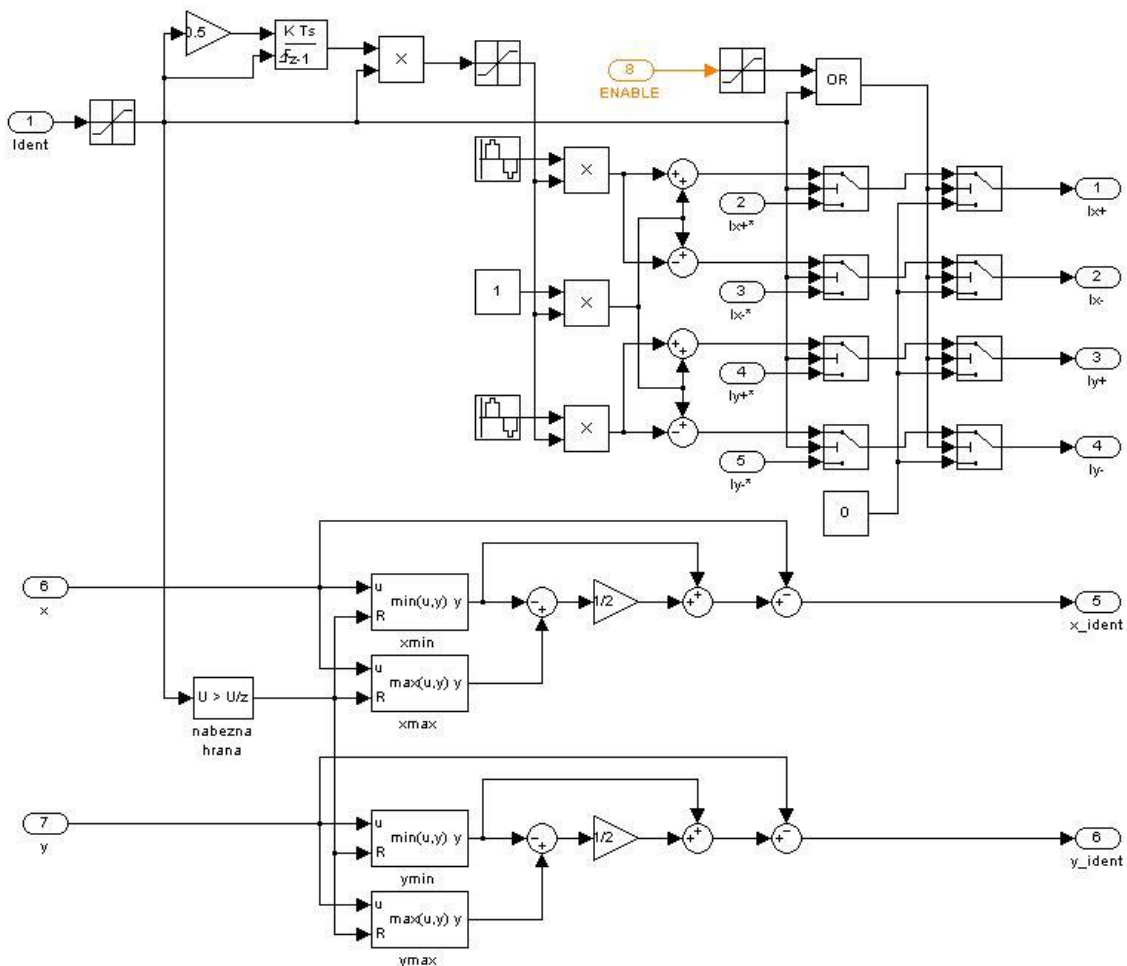 0.5
K Ts
z-1
×
8
ENABLE
OR
1
Ident
×
2
Ix+*
1
Ix+
+
+
−
+
1
×
3
Ix-*
2
Ix-
+
+
4
Iy+*
3
Iy+
×
−
+
5
Iy-*
4
Iy-
0
6
x
u
R
min(u,y) y
xmin
−
+
1/2
+
+
+
−
5
x_ident
u
R
max(u,y) y
xmax
U > U/z
nabezna
hrana
7
y
u
R
min(u,y) y
ymin
−
+
1/2
+
+
+
−
6
y_ident
u
R
max(u,y) y
ymax